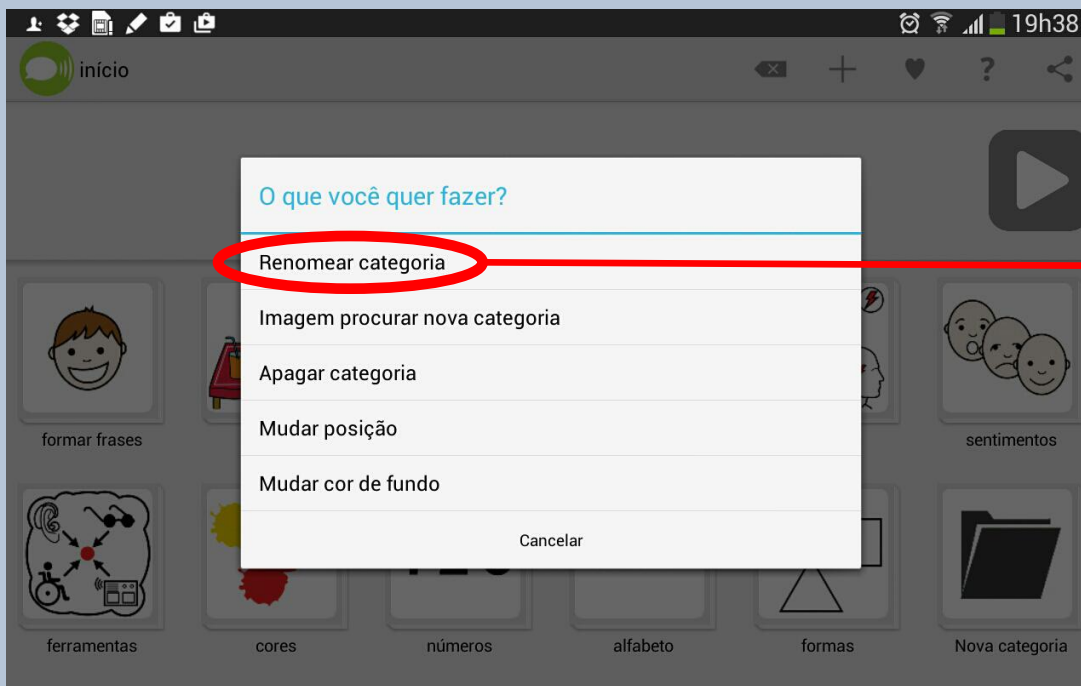 19h38
início
?
O que você quer fazer?
Renomear categoria
Imagem procurar nova categoria
Apagar categoria
Mudar posição
Mudar cor de fundo
Cancelar
formar frases
sentimentos
ferramentas
cores
números
alfabeto
formas
Nova categoria